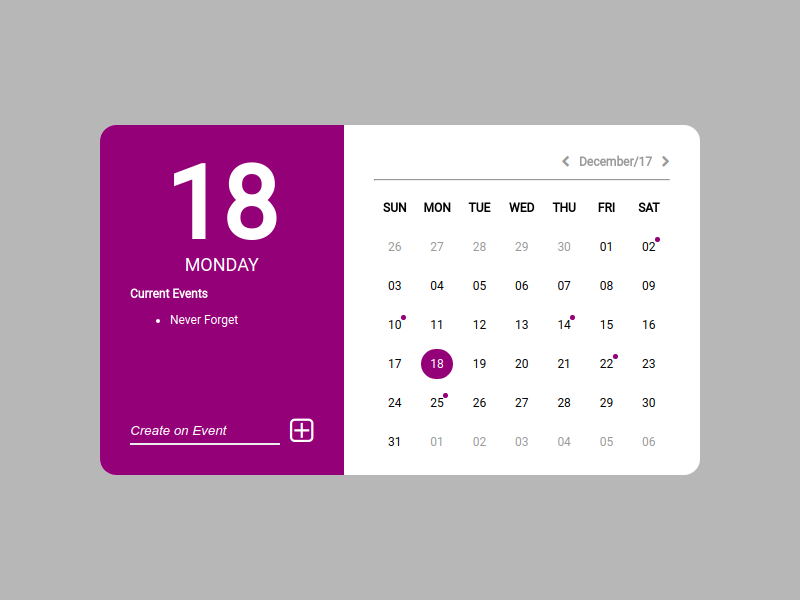 18
MONDAY
Current Events
Never Forget
Create on Event
December/17
SUN MON TUE WED THU FRI SAT
26 27 28 29 30 01 02
03 04 05 06 07 08 09
10 11 12 13 14 15 16
17 18 19 20 21 22 23
24 25 26 27 28 29 30
31 01 02 03 04 05 06